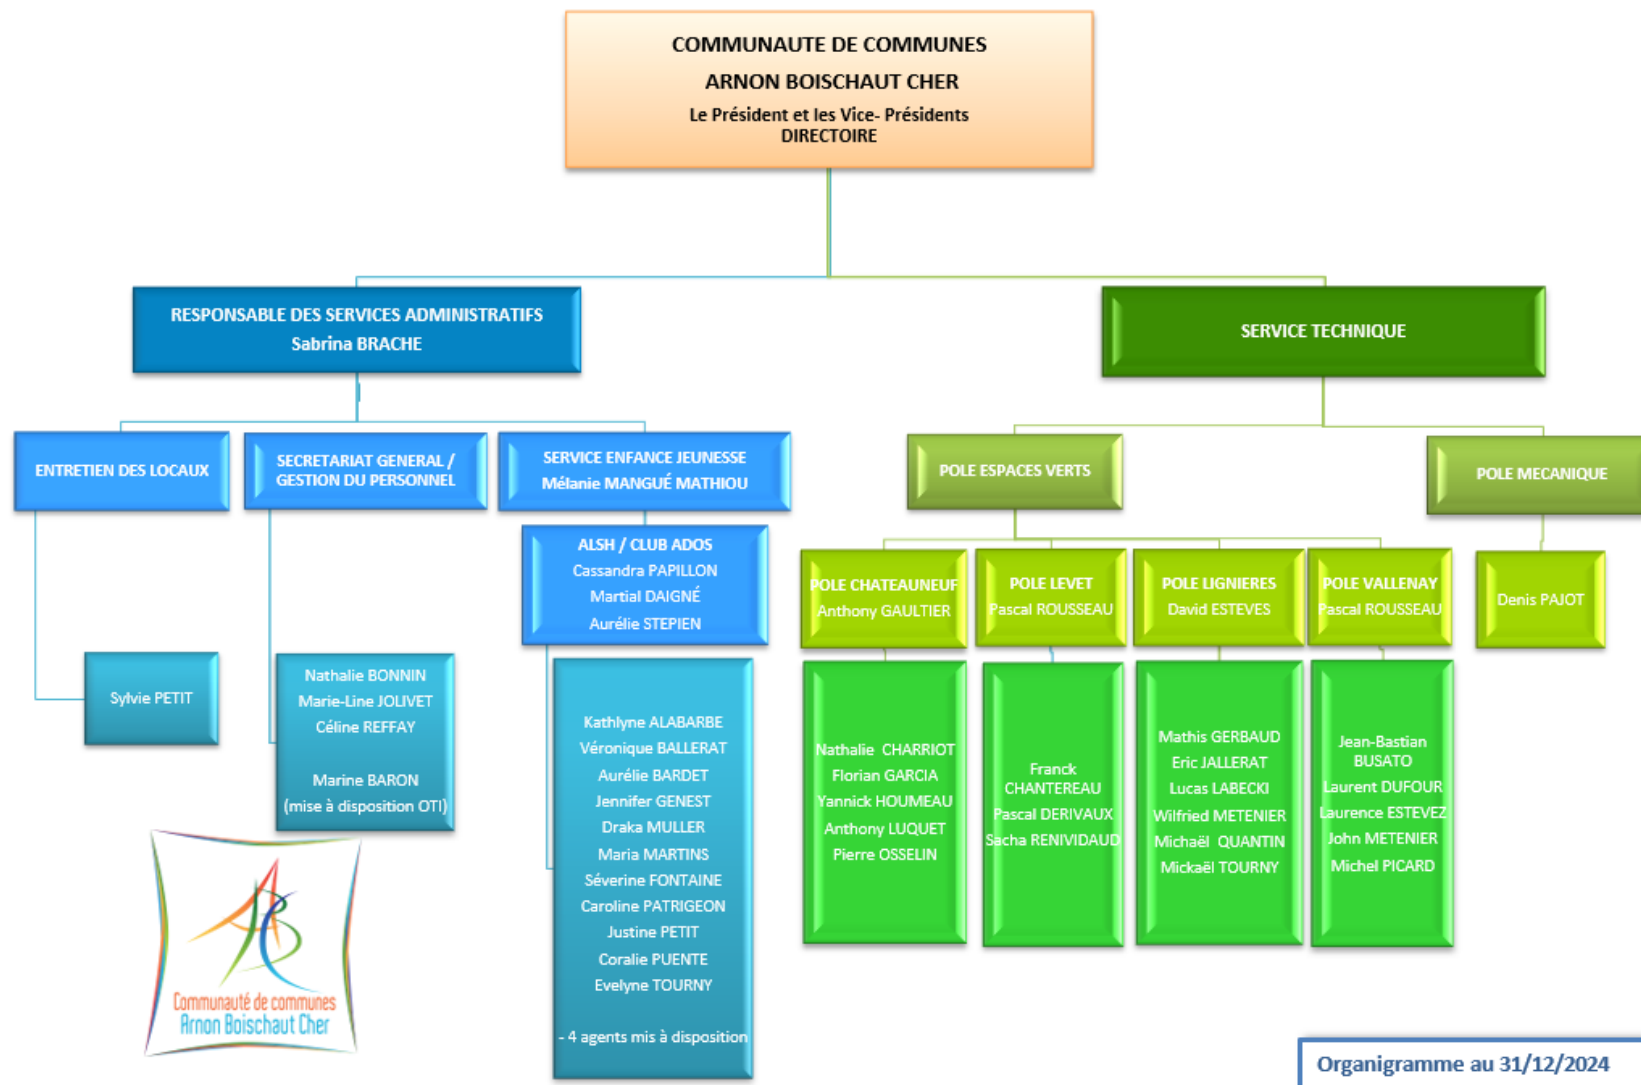 COMMUNAUTE DE COMMUNES
ARNON BOISCHAUT CHER
Le Président et les Vice- Présidents
DIRECTOIRE
RESPONSABLE DES SERVICES ADMINISTRATIFS
Sabrina BRACHE
SERVICE TECHNIQUE
ENTRETIEN DES LOCAUX
SECRETARIAT GENERAL /
GESTION DU PERSONNEL
SERVICE ENFANCE JEUNESSE
Mélanie MANGUÉ MATHIOU
POLE ESPACES VERTS
POLE MECANIQUE
ALSH / CLUB ADOS
Cassandra PAPILLON
Martial DAIGNÉ
Aurélie STEPIEN
POLE CHATEAUNEUF
Anthony GAULTIER
POLE LEVET
Pascal ROUSSEAU
POLE LIGNIERES
David ESTEVES
POLE VALLENAY
Pascal ROUSSEAU
Denis PAJOT
Sylvie PETIT
Nathalie BONNIN
Marie-Line JOLIVET
Céline REFFAY
Marine BARON
(mise à disposition OTI)
Kathlyne ALABARBE
Véronique BALLERAT
Aurélie BARDET
Jennifer GENEST
Draka MULLER
Maria MARTINS
Séverine FONTAINE
Caroline PATRIGEON
Justine PETIT
Coralie PUENTE
Evelyne TOURNY
- 4 agents mis à disposition
Nathalie  CHARRIOT
Florian GARCIA
Yannick HOUMEAU
Anthony LUQUET
Pierre OSSELIN
Franck
CHANTEREAU
Pascal DERIVAUX
Sacha RENIVIDAUD
Mathis GERBAUD
Eric JALLERAT
Lucas LABECKI
Wilfried METENIER
Michaël  QUANTIN
Mickaël TOURNY
Jean-Bastian
BUSATO
Laurent DUFOUR
Laurence ESTEVEZ
John METENIER
Michel PICARD
Communauté de communes
Arnon Boischaut Cher
Organigramme au 31/12/2024